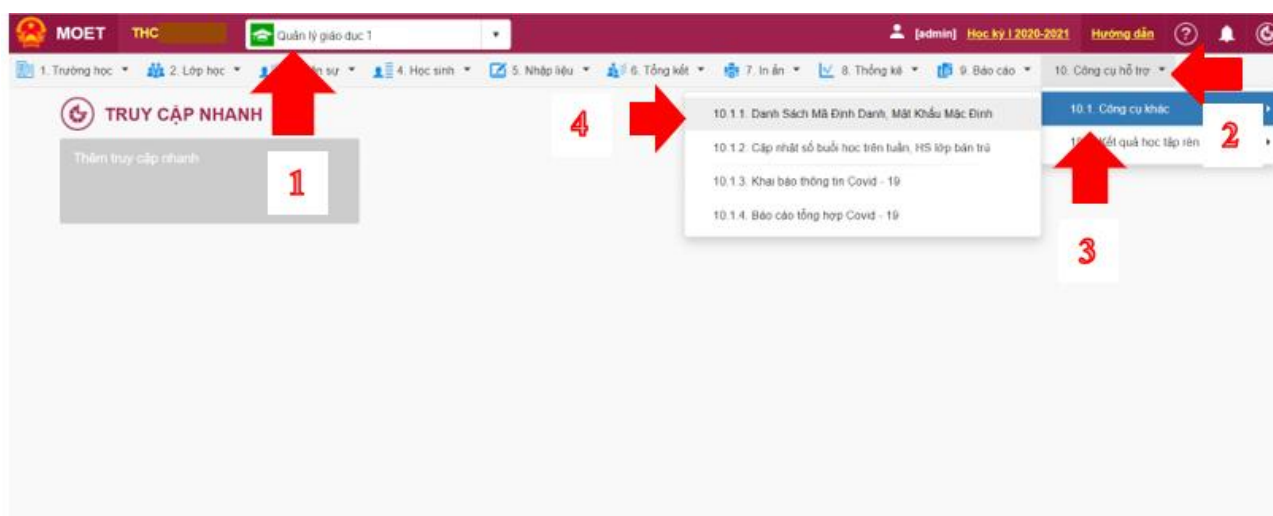 MOET THC Quản lý giáo dục 1 [admin] Học kỳ I 2020-2021 Hướng dẫn ?
1. Trường học 2. Lớp học sự 4. Học sinh 5. Nhập liệu 6. Tổng kết 7. In ấn 8. Thống kê 9. Báo cáo 10. Công cụ hỗ trợ
TRUY CẬP NHANH
Thêm truy cập nhanh
1
4
10.1.1. Danh Sách Mã Định Danh, Mật Khẩu Mặc Định
10.1.2. Cập nhật số buổi học trên tuần, HS lớp bán trú
10.1.3. Khai báo thông tin Covid - 19
10.1.4. Báo cáo tổng hợp Covid - 19
10.1. Công cụ khác
Kết quả học tập rèn
2
3